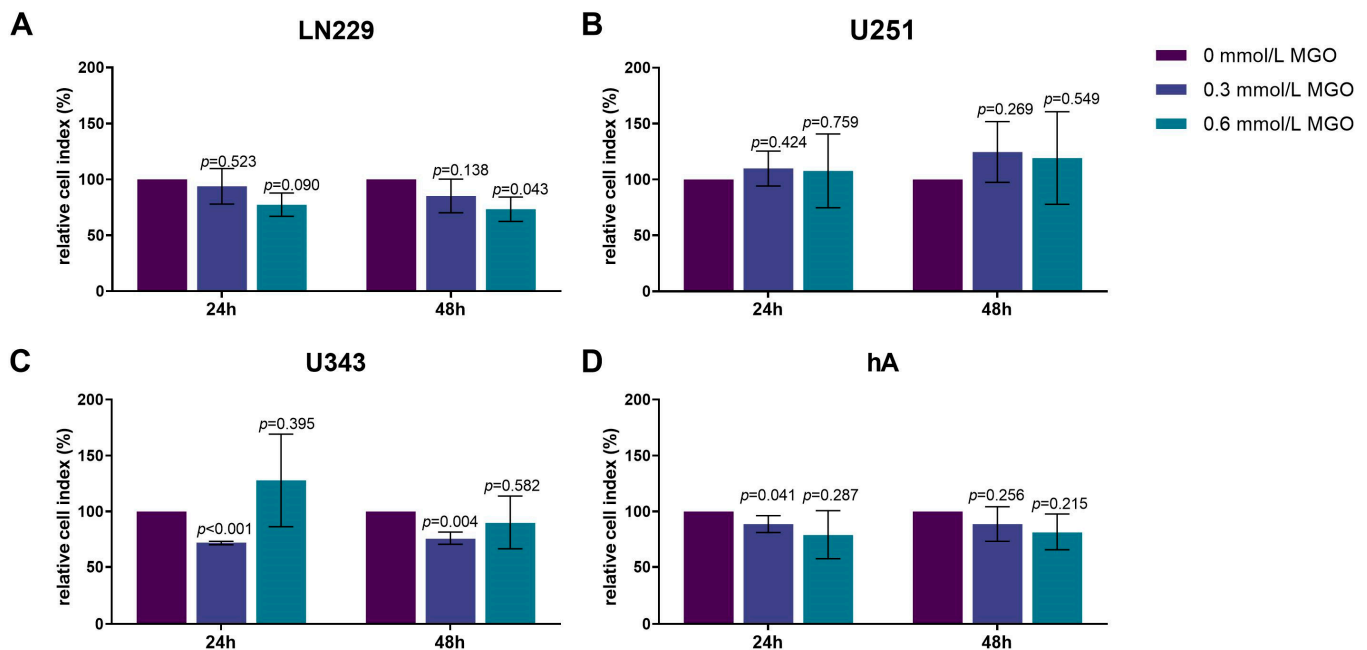 A
LN229
relative cell index (%)
200
150
100
50
0
p=0.523
p=0.090
p=0.138
p=0.043
24h
48h
B
U251
relative cell index (%)
200
150
100
50
0
p=0.424
p=0.759
p=0.269
p=0.549
24h
48h
0 mmol/L MGO
0.3 mmol/L MGO
0.6 mmol/L MGO
C
U343
relative cell index (%)
200
150
100
50
0
p<0.001
p=0.395
p=0.004
p=0.582
24h
48h
D
hA
relative cell index (%)
200
150
100
50
0
p=0.041
p=0.287
p=0.256
p=0.215
24h
48h